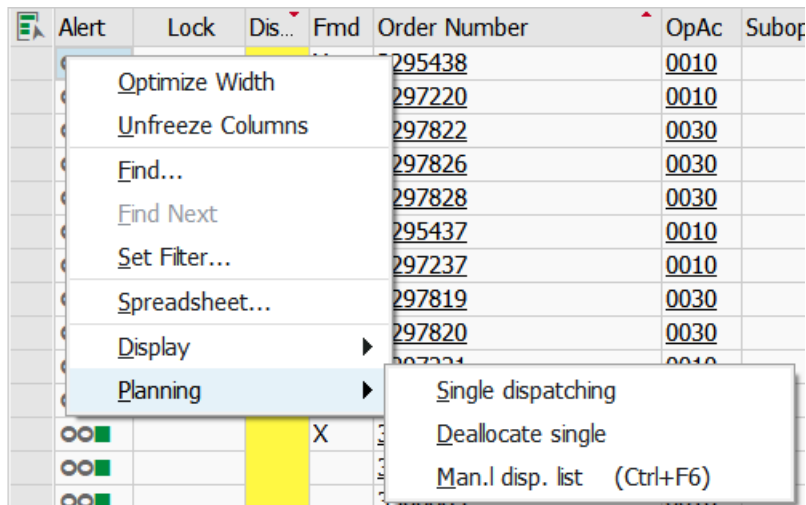 Alert Lock Dis... Fmd Order Number OpAc Subop
295438 0010
297220 0010
297822 0030
297826 0030
297828 0030
295437 0010
297237 0010
297819 0030
297820 0030
Optimize Width
Unfreeze Columns
Find...
Find Next
Set Filter...
Spreadsheet...
Display
Planning
Single dispatching
Deallocate single
Man.l disp. list (Ctrl+F6)
X